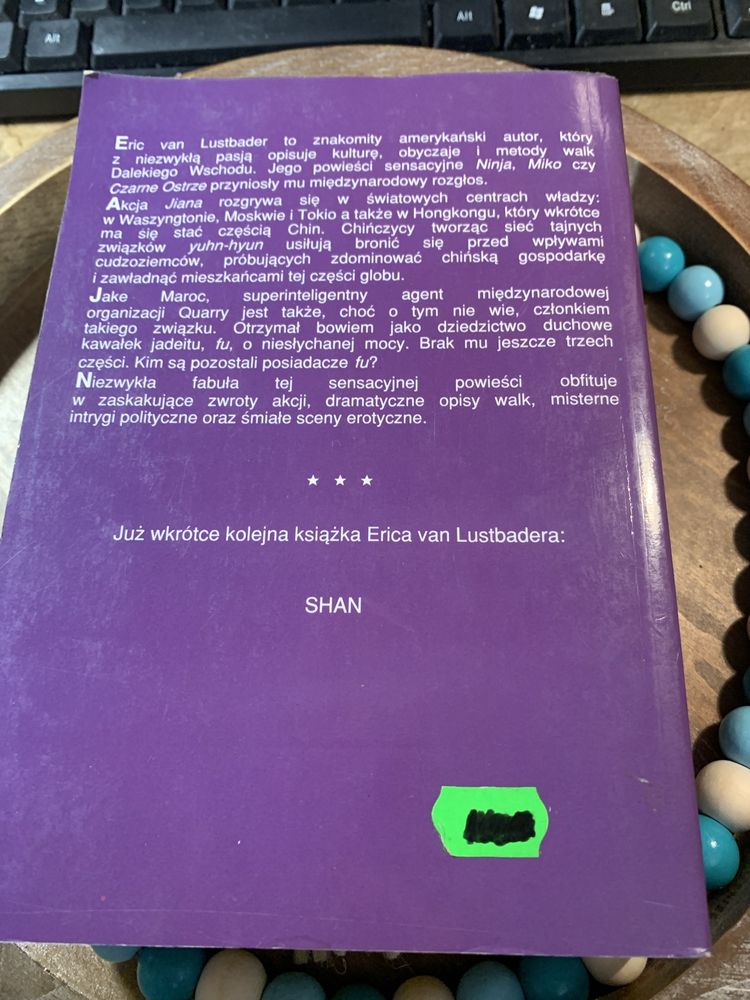 Alt
Alt
Ctrl
Eric van Lustbader to znakomity amerykański autor, który
z niezwykłą pasją opisuje kulturę, obyczaje i metody walk
Dalekiego Wschodu. Jego powieści sensacyjne Ninja, Miko czy
Czarne Ostrze przyniosły mu międzynarodowy rozgłos.
Akcja Jiana rozgrywa się w światowych centrach władzy:
w Waszyngtonie, Moskwie i Tokio a także w Hongkongu, który wkrótce
ma się stać częścią Chin. Chińczycy tworząc sieć tajnych
związków yuhn-hyun usiłują bronić się przed wpływami
cudzoziemców, próbujących zdominować chińską gospodarkę
i zawładnąć mieszkańcami tej części globu.
Jake Maroc, superinteligentny agent międzynarodowej
organizacji Quarry jest także, choć o tym nie wie, członkiem
takiego związku. Otrzymał bowiem jako dziedzictwo duchowe
kawałek jadeitu, fu, o niesłychanej mocy. Brak mu jeszcze trzech
części. Kim są pozostali posiadacze fu?
Niezwykła fabuła tej sensacyjnej powieści obfituje
w zaskakujące zwroty akcji, dramatyczne opisy walk, misterne
intrygi polityczne oraz śmiałe sceny erotyczne.
Już wkrótce kolejna książka Erica van Lustbadera:
SHAN